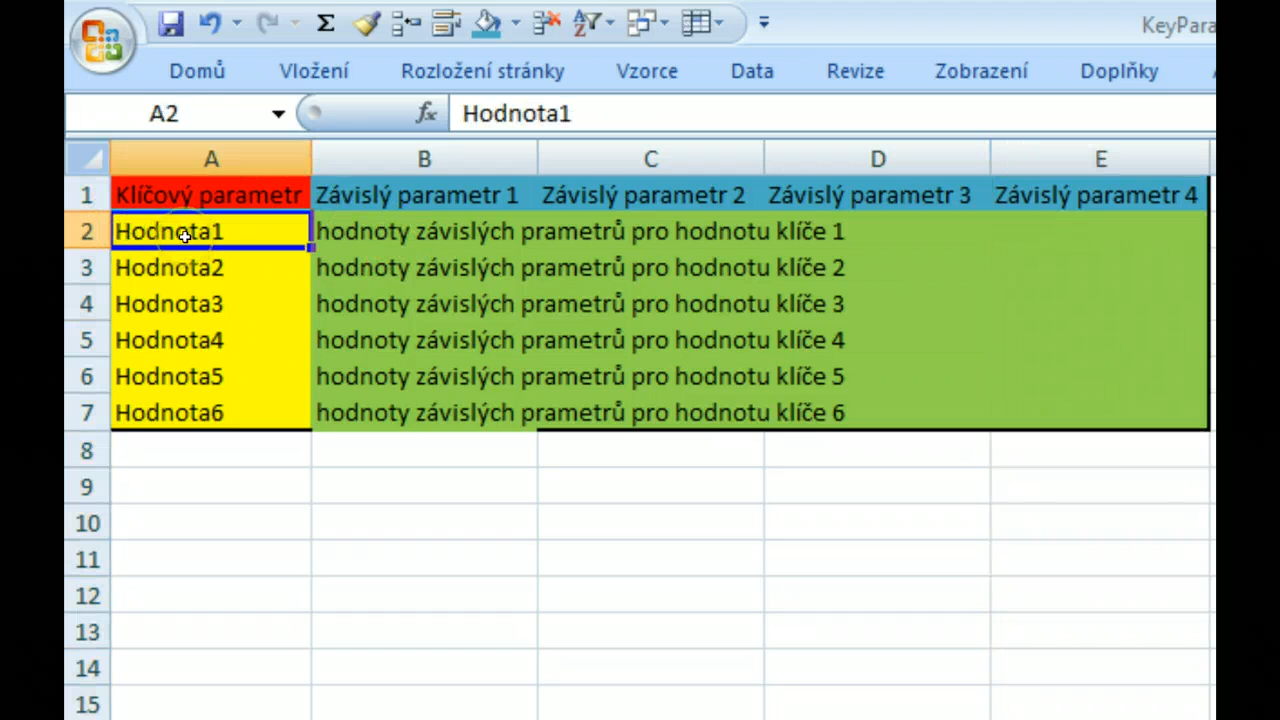 KeyPara
Domů Vložení Rozložení stránky Vzorce Data Revize Zobrazení Doplňky
A2 fx Hodnota1
A B C D E
1 Klíčový parametr Závislý parametr 1 Závislý parametr 2 Závislý parametr 3 Závislý parametr 4
2 Hodnota1 hodnoty závislých prametrů pro hodnotu klíče 1
3 Hodnota2 hodnoty závislých prametrů pro hodnotu klíče 2
4 Hodnota3 hodnoty závislých prametrů pro hodnotu klíče 3
5 Hodnota4 hodnoty závislých prametrů pro hodnotu klíče 4
6 Hodnota5 hodnoty závislých prametrů pro hodnotu klíče 5
7 Hodnota6 hodnoty závislých prametrů pro hodnotu klíče 6
8
9
10
11
12
13
14
15